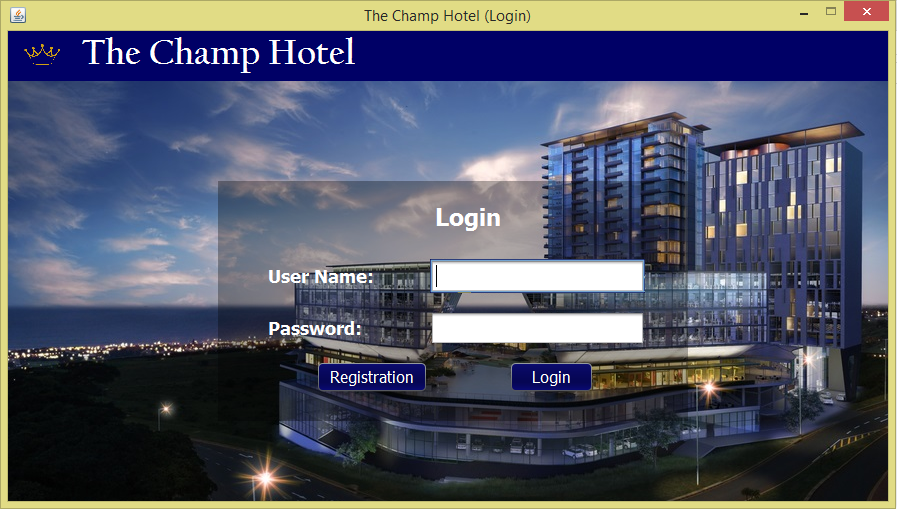 The Champ Hotel (Login)
The Champ Hotel
Login
User Name:
Password:
Registration
Login